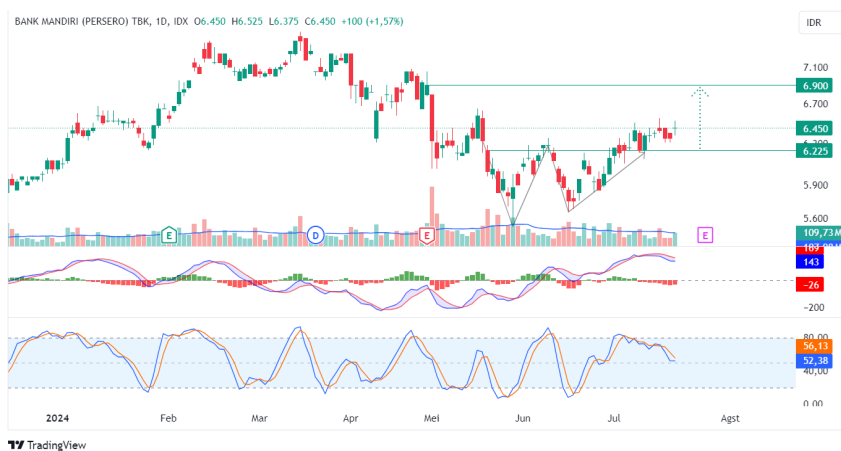 BANK MANDIRI (PERSERO) TBK, 1D, IDX O6.450 H6.525 L6.375 C6.450 +100 (+1,57%)
IDR
7.100
6.900
6.700
6.450
6.225
5.900
5.600
E
D
E
E
109,73M
143
-26
−200
80,00
56,13
52,38
40,00
0,00
2024 Feb Mar Apr Mei Jun Jul Agst
TradingView